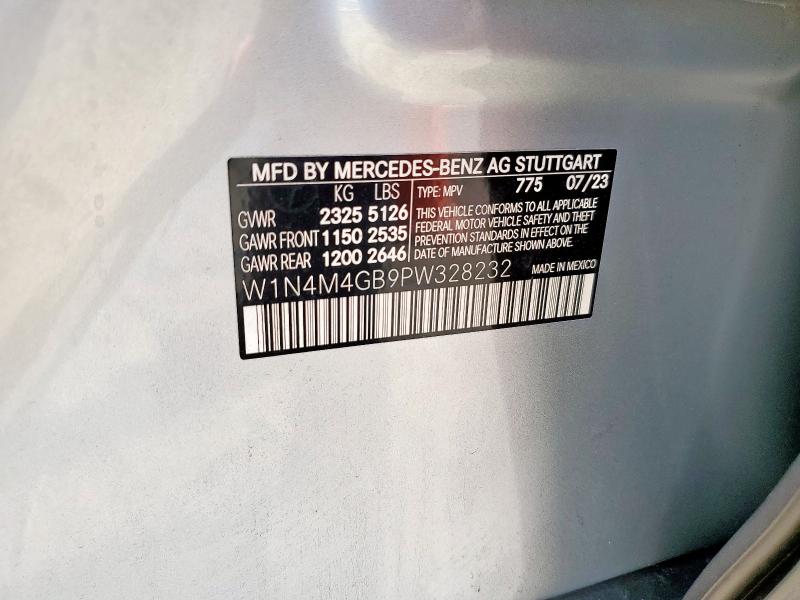 MFD BY MERCEDES-BENZ AG STUTTGART
KG LBS TYPE: MPV 775 07/23
GVWR 2325 5126
GAWR FRONT 1150 2535
GAWR REAR 1200 2646
THIS VEHICLE CONFORMS TO ALL APPLICABLE
FEDERAL MOTOR VEHICLE SAFETY AND THEFT
PREVENTION STANDARDS IN EFFECT ON THE
DATE OF MANUFACTURE SHOWN ABOVE.
W1N4M4GB9PW328232 MADE IN MEXICO